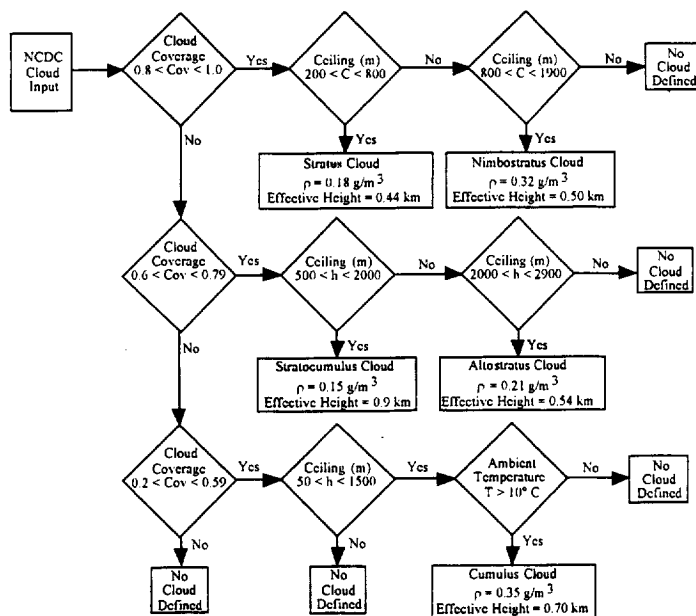 NCDC
Cloud
Input
Cloud
Coverage
0.8 < Cov < 1.0
Yes
Ceiling (m)
200 < C < 800
No
Ceiling (m)
800 < C < 1900
No
No
Cloud
Defined
No
Yes
Yes
Stratus Cloud
ρ = 0.18 g/m³
Effective Height = 0.44 km
Nimbostratus Cloud
ρ = 0.32 g/m³
Effective Height = 0.50 km
Cloud
Coverage
0.6 < Cov < 0.79
Yes
Ceiling (m)
500 < h < 2000
No
Ceiling (m)
2000 < h < 2900
No
No
Cloud
Defined
No
Yes
Yes
Stratocumulus Cloud
ρ = 0.15 g/m³
Effective Height = 0.9 km
Altostratus Cloud
ρ = 0.21 g/m³
Effective Height = 0.54 km
Cloud
Coverage
0.2 < Cov < 0.59
Yes
Ceiling (m)
50 < h < 1500
Yes
Ambient
Temperature
T > 10° C
No
No
Cloud
Defined
No
No
Yes
No
Cloud
Defined
No
Cloud
Defined
Cumulus Cloud
ρ = 0.35 g/m³
Effective Height = 0.70 km